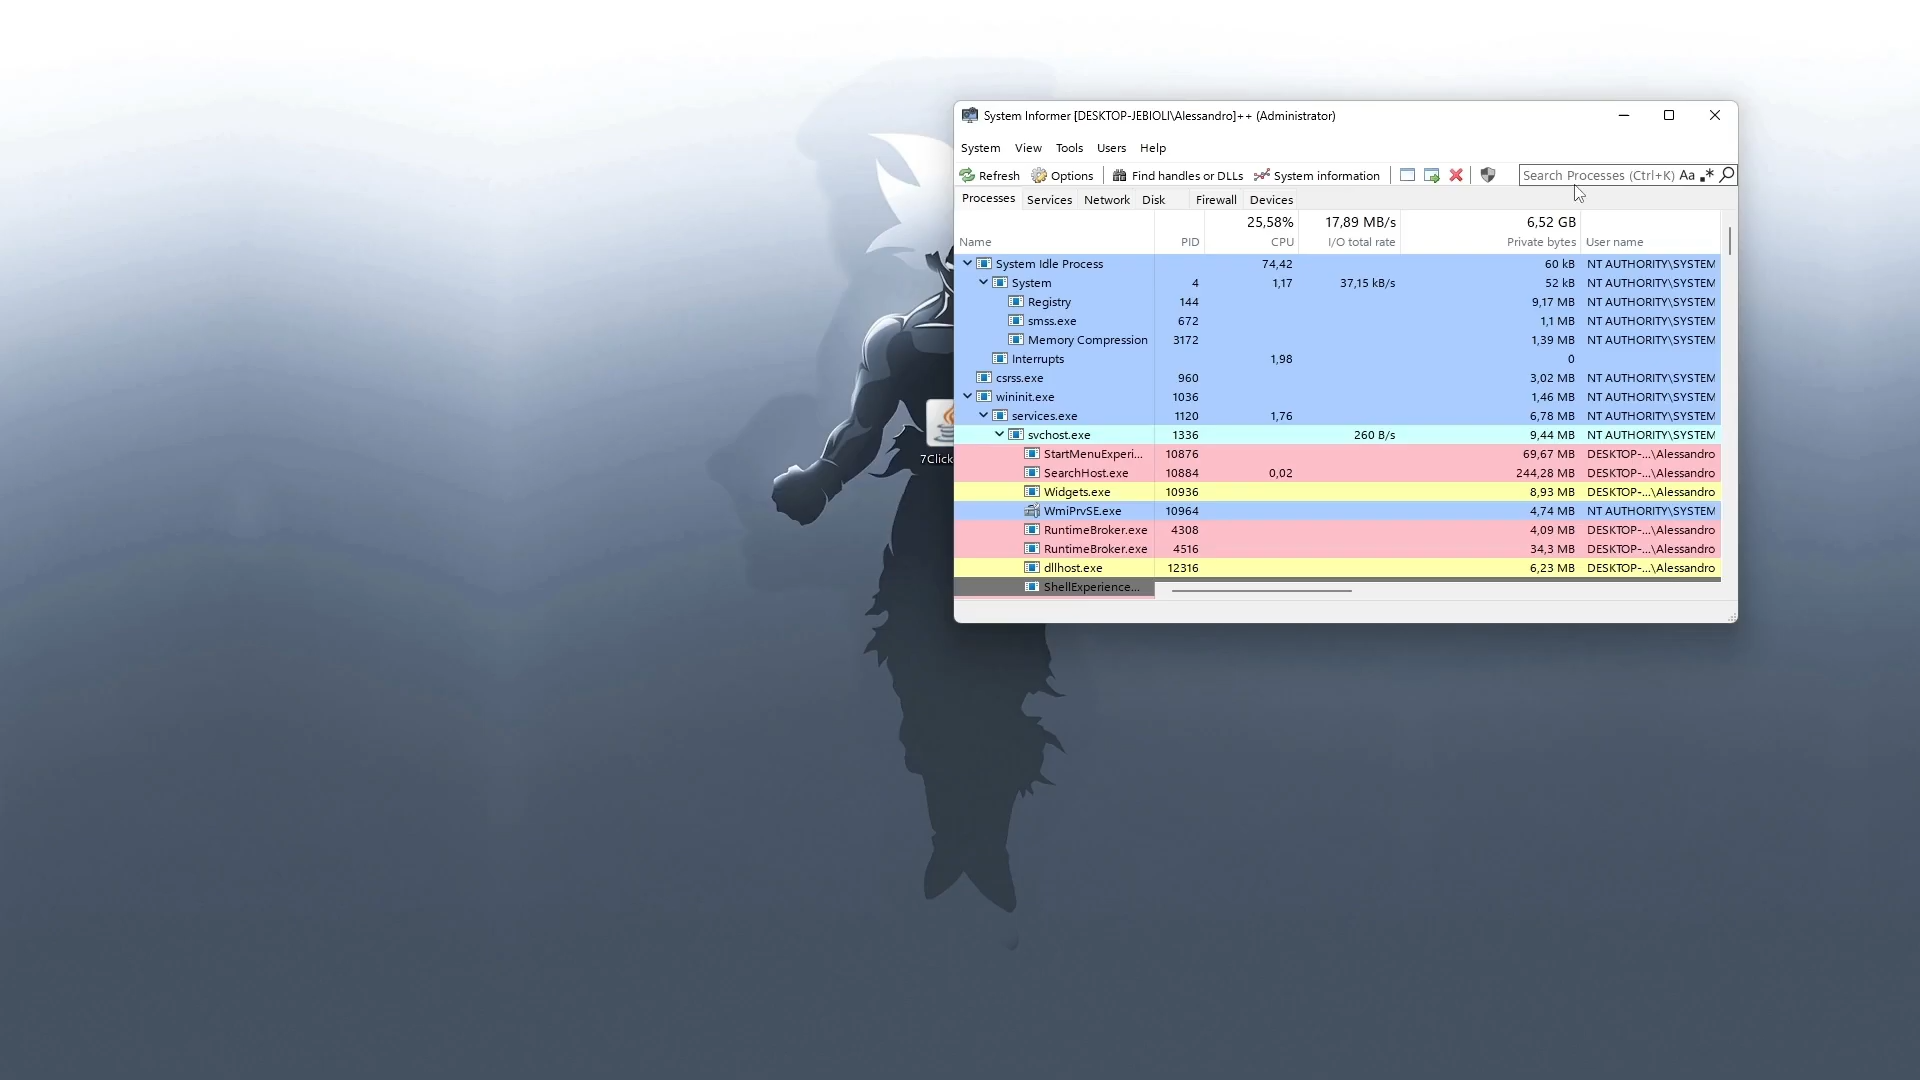 System Informer [DESKTOP-JEBIOLI\Alessandro]++ (Administrator)
System View Tools Users Help
Refresh Options Find handles or DLLs System information Search Processes (Ctrl+K) Aa .*
Processes Services Network Disk Firewall Devices
25,58% 17,89 MB/s 6,52 GB
Name PID CPU I/O total rate Private bytes User name
System Idle Process 74,42 60 kB NT AUTHORITY\SYSTEM
System 4 1,17 37,15 kB/s 52 kB NT AUTHORITY\SYSTEM
Registry 144 9,17 MB NT AUTHORITY\SYSTEM
smss.exe 672 1,1 MB NT AUTHORITY\SYSTEM
Memory Compression 3172 1,39 MB NT AUTHORITY\SYSTEM
Interrupts 1,98 0
csrss.exe 960 3,02 MB NT AUTHORITY\SYSTEM
wininit.exe 1036 1,46 MB NT AUTHORITY\SYSTEM
services.exe 1120 1,76 6,78 MB NT AUTHORITY\SYSTEM
svchost.exe 1336 260 B/s 9,44 MB NT AUTHORITY\SYSTEM
StartMenuExperi... 10876 69,67 MB DESKTOP-...\Alessandro
7Click SearchHost.exe 10884 0,02 244,28 MB DESKTOP-...\Alessandro
Widgets.exe 10936 8,93 MB DESKTOP-...\Alessandro
WmiPrvSE.exe 10964 4,74 MB NT AUTHORITY\SYSTEM
RuntimeBroker.exe 4308 4,09 MB DESKTOP-...\Alessandro
RuntimeBroker.exe 4516 34,3 MB DESKTOP-...\Alessandro
dllhost.exe 12316 6,23 MB DESKTOP-...\Alessandro
ShellExperience...